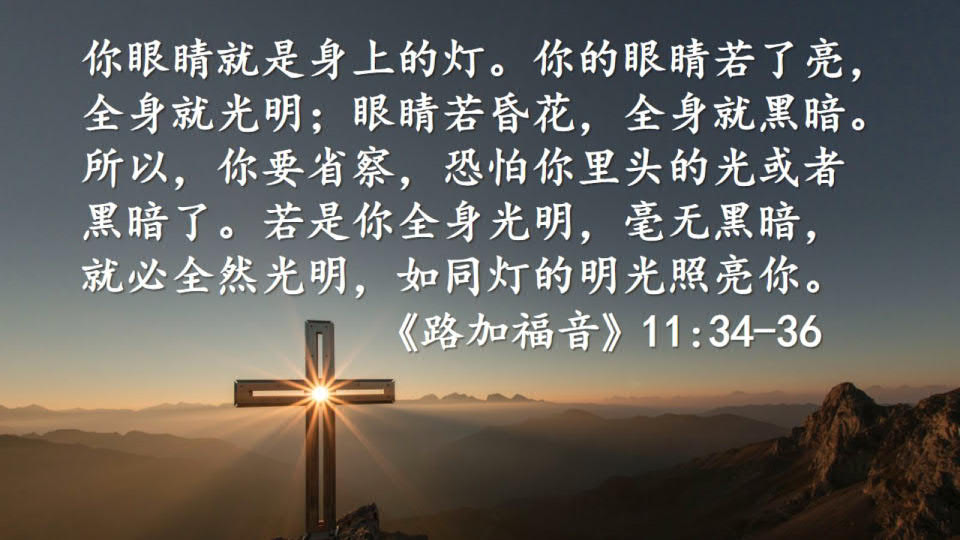 你眼睛就是身上的灯。你的眼睛若了亮，
全身就光明；眼睛若昏花，全身就黑暗。
所以，你要省察，恐怕你里头的光或者
黑暗了。若是你全身光明，毫无黑暗，
就必全然光明，如同灯的明光照亮你。
《路加福音》11:34-36